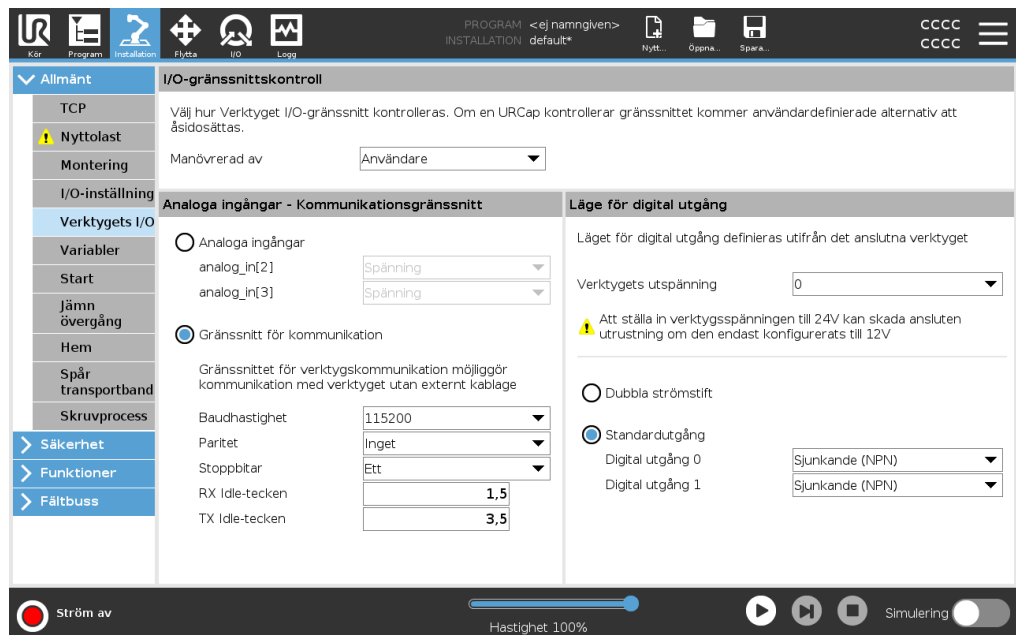 UR
PROGRAM <ej namngiven>
INSTALLATION default*
CCCC
CCCC
Kör Program Installation Flytta I/O Logg Nytt... Öppna... Spara...
Allmänt
TCP
Nyttolast
Montering
I/O-inställning
Verktygets I/O
Variabler
Start
Jämn
övergång
Hem
Spår
transportband
Skruvprocess
Säkerhet
Funktioner
Fältbuss
I/O-gränssnittskontroll
Välj hur Verktyget I/O-gränssnitt kontrolleras. Om en URCap kontrollerar gränssnittet kommer användardefinierade alternativ att
åsidosättas.
Manövrerad av Användare
Analoga ingångar - Kommunikationsgränssnitt
Analoga ingångar
analog_in[2] Spänning
analog_in[3] Spänning
Gränssnitt för kommunikation
Gränssnittet för verktygskommunikation möjliggör
kommunikation med verktyget utan externt kablage
Baudhastighet 115200
Paritet Inget
Stoppbitar Ett
RX Idle-tecken 1,5
TX Idle-tecken 3,5
Läge för digital utgång
Läget för digital utgång definieras utifrån det anslutna verktyget
Verktygets utspänning 0
Att ställa in verktygsspänningen till 24V kan skada ansluten
utrustning om den endast konfigurerats till 12V
Dubbla strömstift
Standardutgång
Digital utgång 0 Sjunkande (NPN)
Digital utgång 1 Sjunkande (NPN)
Ström av
Hastighet 100%
Simulering